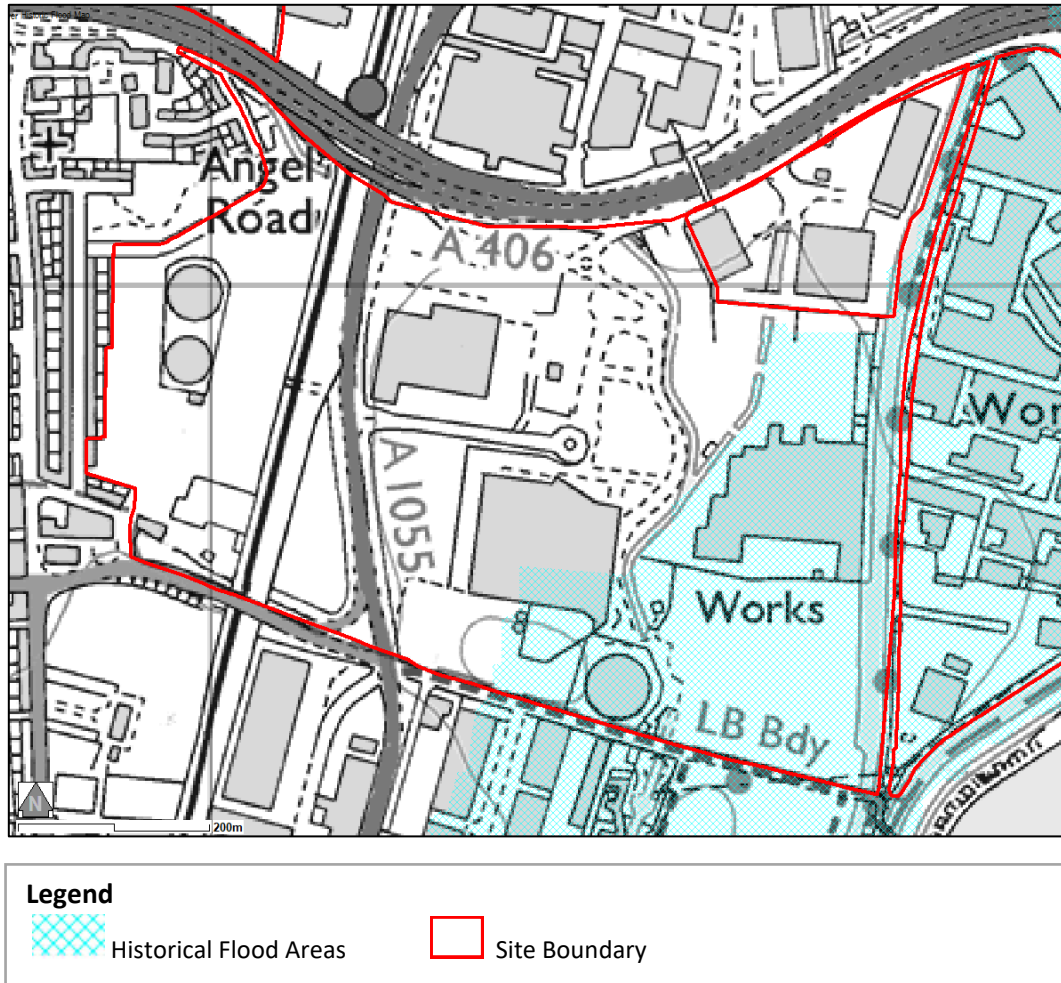 Angel
Road
A 406
A 1055
Works
Wor
LB Bdy
N
200m
Legend
Historical Flood Areas
Site Boundary